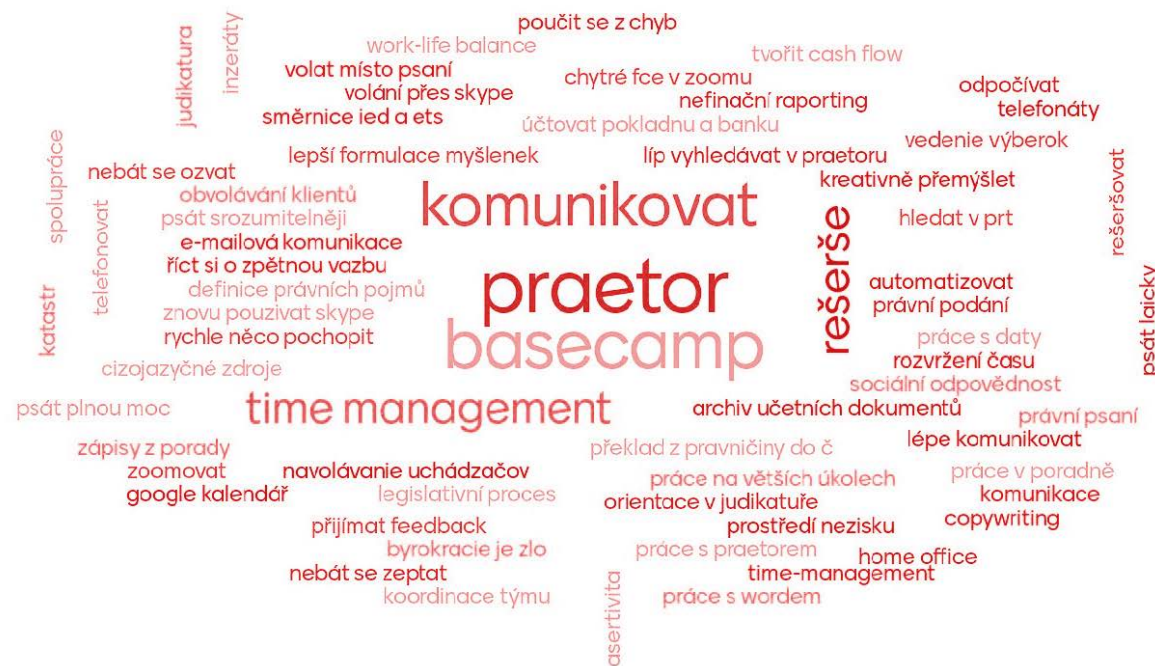 poučit se z chyb
judikatura
inzeráty
work-life balance
tvořit cash flow
volat místo psaní
chytré fce v zoomu
odpočívat
volání přes skype
nefinační raporting
telefonáty
směrnice ied a ets
účtovat pokladnu a banku
vedenie výberok
spolupráce
nebát se ozvat
lepší formulace myšlenek
líp vyhledávat v praetoru
kreativně přemýšlet
rešeršovat
obvolávání klientů
komunikovat
telefonovat
psát srozumitelněji
hledat v prt
e-mailová komunikace
rešerše
říct si o zpětnou vazbu
praetor
automatizovat
katastr
definice právních pojmů
právní podání
psát laicky
znovu pouzivat skype
rychle něco pochopit
basecamp
práce s daty
rozvržení času
cizojazyčné zdroje
sociální odpovědnost
psát plnou moc
time management
archiv učetních dokumentů
právní psaní
zápisy z porady
překlad z pravničiny do č
lépe komunikovat
zoomovat
navolávanie uchádzačov
práce na větších úkolech
práce v poradně
google kalendář
legislativní proces
orientace v judikatuře
komunikace
přijímat feedback
prostředí nezisku
copywriting
byrokracie je zlo
práce s praetorem
home office
nebát se zeptat
time-management
koordinace týmu
asertivita
práce s wordem